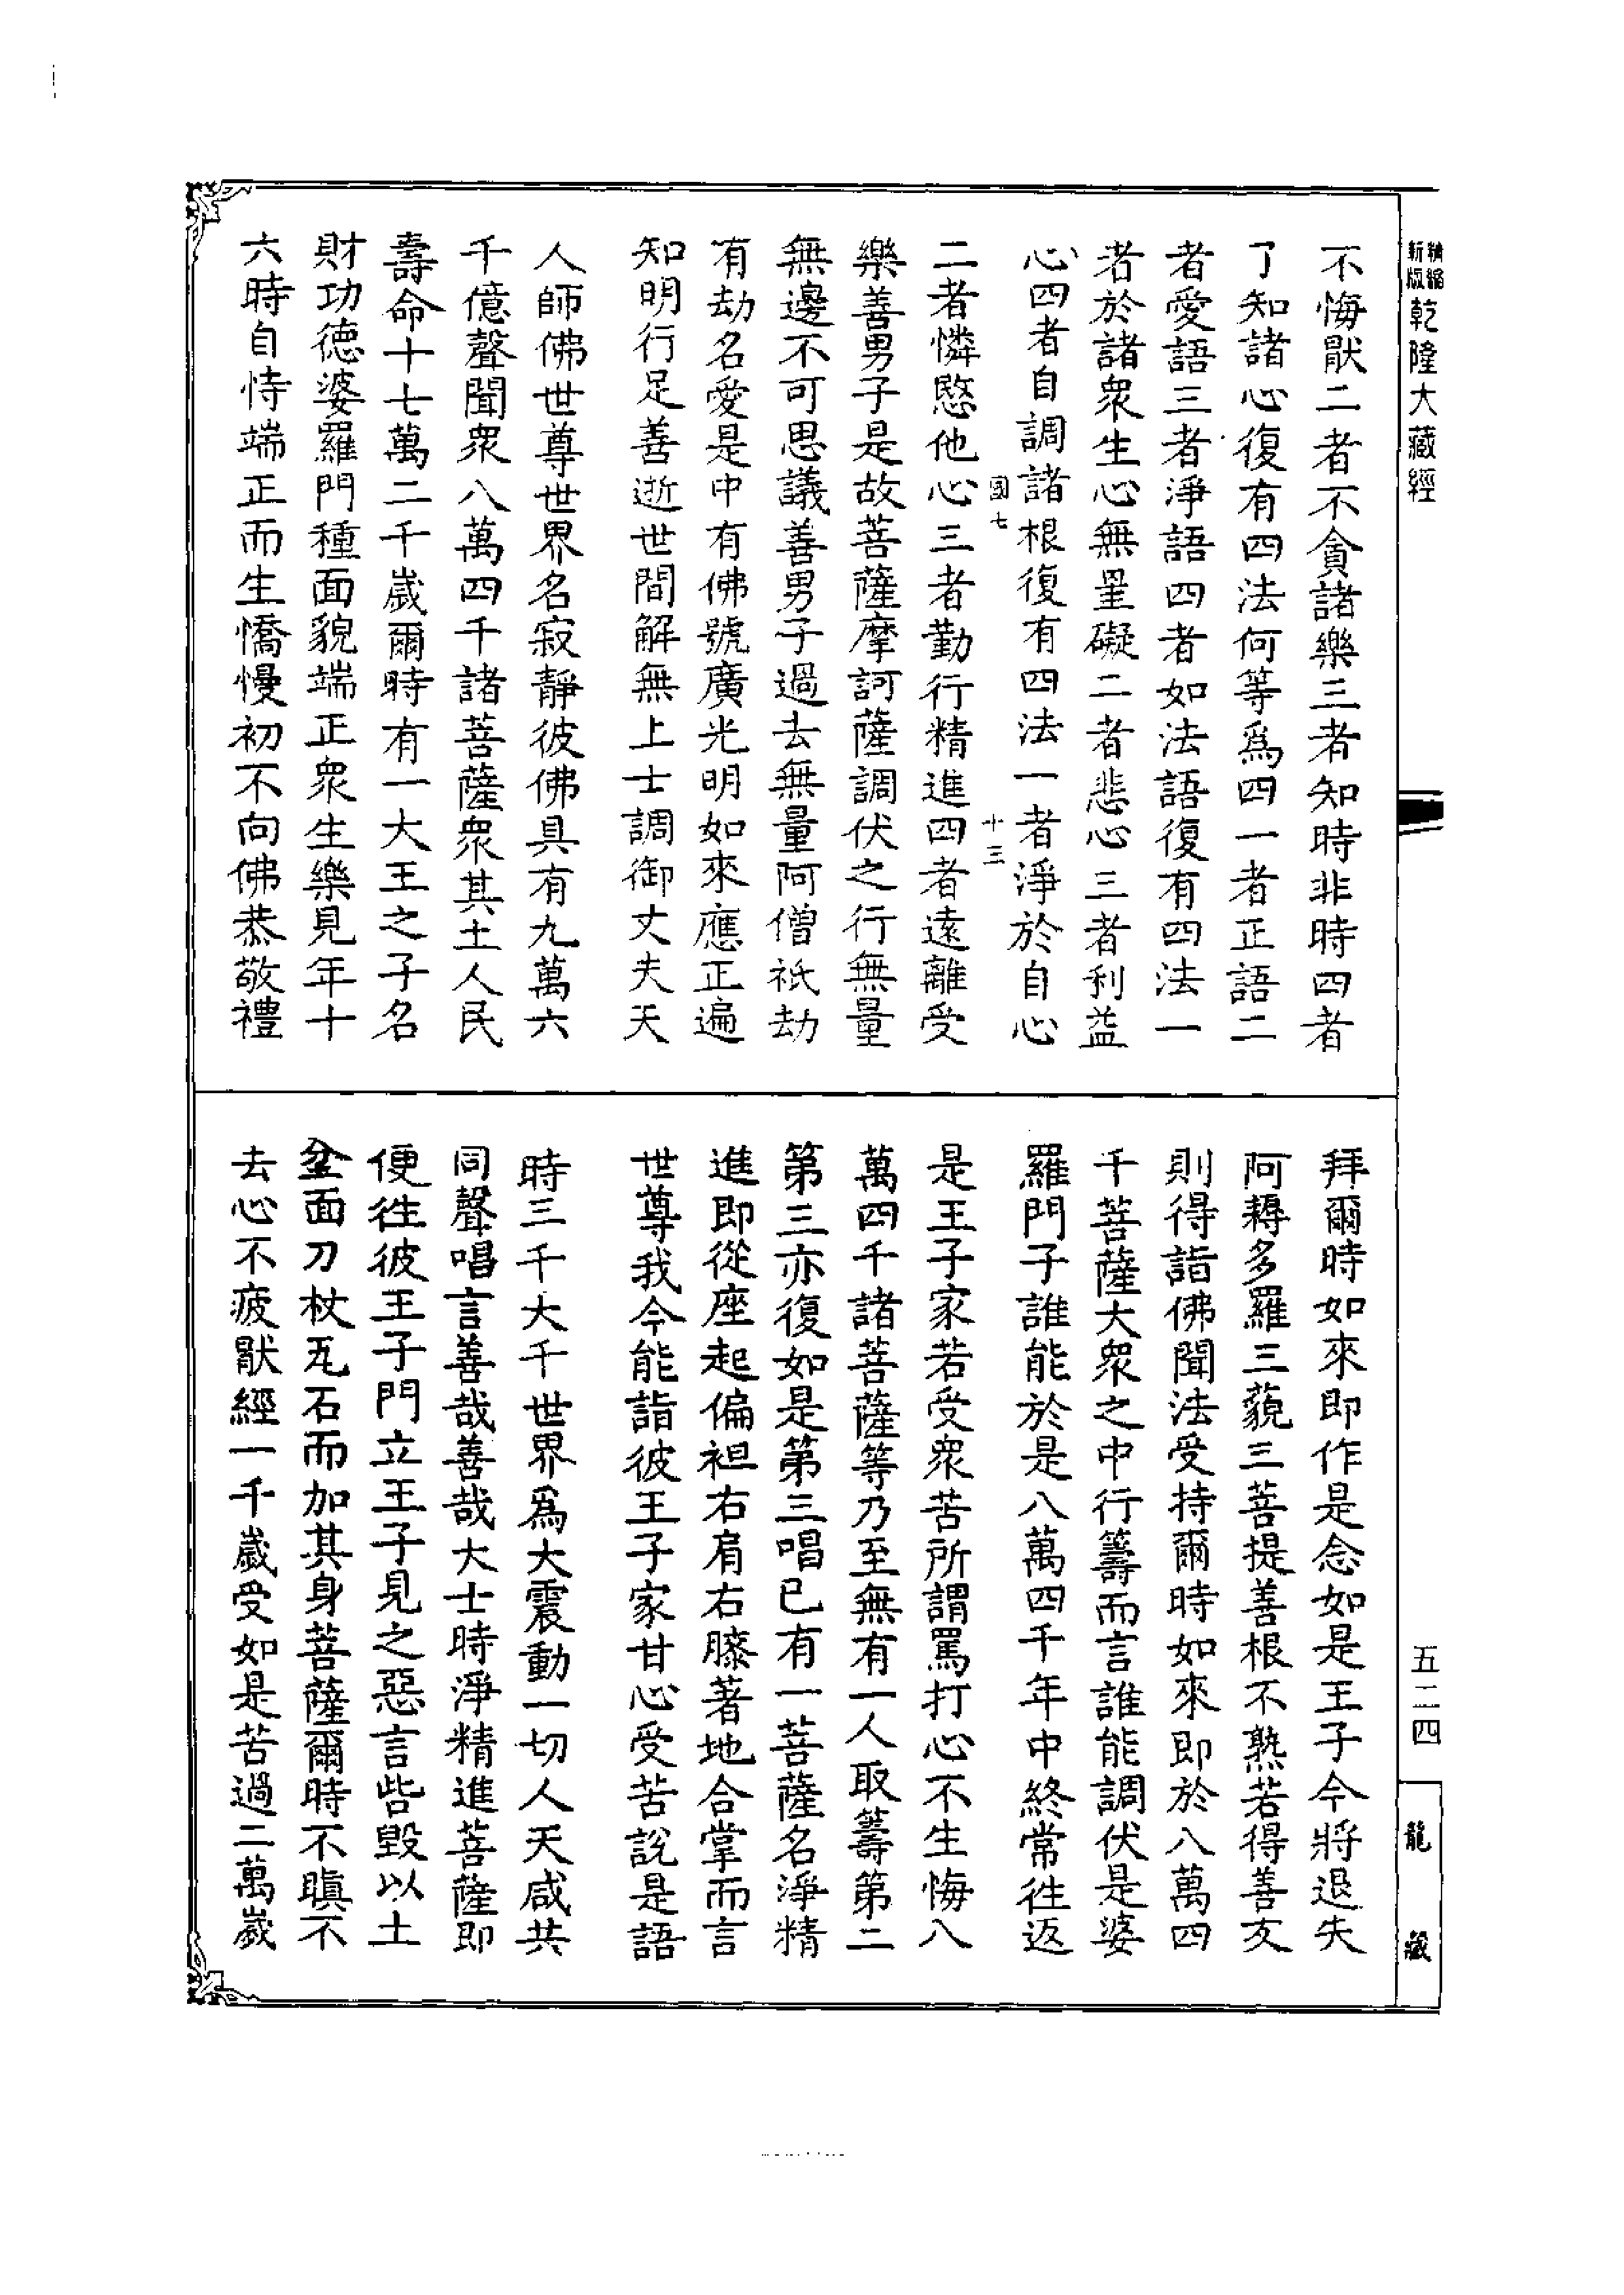 精縮
新版
乾隆大藏經
不悔猒二者不貪諸樂三者知時非時四者
了知諸心復有四法何等為四一者正語二
者愛語三者淨語四者如法語復有四法一
者於諸眾生心無罣礙二者悲心三者利益
心四者自調諸根復有四法一者淨於自心
國七
十三
二者憐愍他心三者勤行精進四者遠離受
樂善男子是故菩薩摩訶薩調伏之行無量
無邊不可思議善男子過去無量阿僧祇劫
有劫名愛是中有佛號廣光明如來應正遍
知明行足善逝世間解無上士調御丈夫天
人師佛世尊世界名寂靜彼佛具有九萬六
千億聲聞眾八萬四千諸菩薩眾其土人民
壽命十七萬二千歲爾時有一大王之子名
財功德婆羅門種面貌端正眾生樂見年十
六時自恃端正而生憍慢初不向佛恭敬禮
拜爾時如來即作是念如是王子今將退失
阿耨多羅三藐三菩提善根不熟若得善友
則得詣佛聞法受持爾時如來即於八萬四
千菩薩大眾之中行籌而言誰能調伏是婆
羅門子誰能於是八萬四千年中終常往返
是王子家若受眾苦所謂罵打心不生悔八
萬四千諸菩薩等乃至無有一人取籌第二
第三亦復如是第三唱已有一菩薩名淨精
進即從座起偏袒右肩右膝著地合掌而言
世尊我今能詣彼王子家甘心受苦說是語
時三千大千世界為大震動一切人天咸共
同聲唱言善哉善哉大士時淨精進菩薩即
便往彼王子門立王子見之惡言呰毀以土
坌面刀杖瓦石而加其身菩薩爾時不瞋不
去心不疲猒經一千歲受如是苦過二萬歲
五二四
龍藏